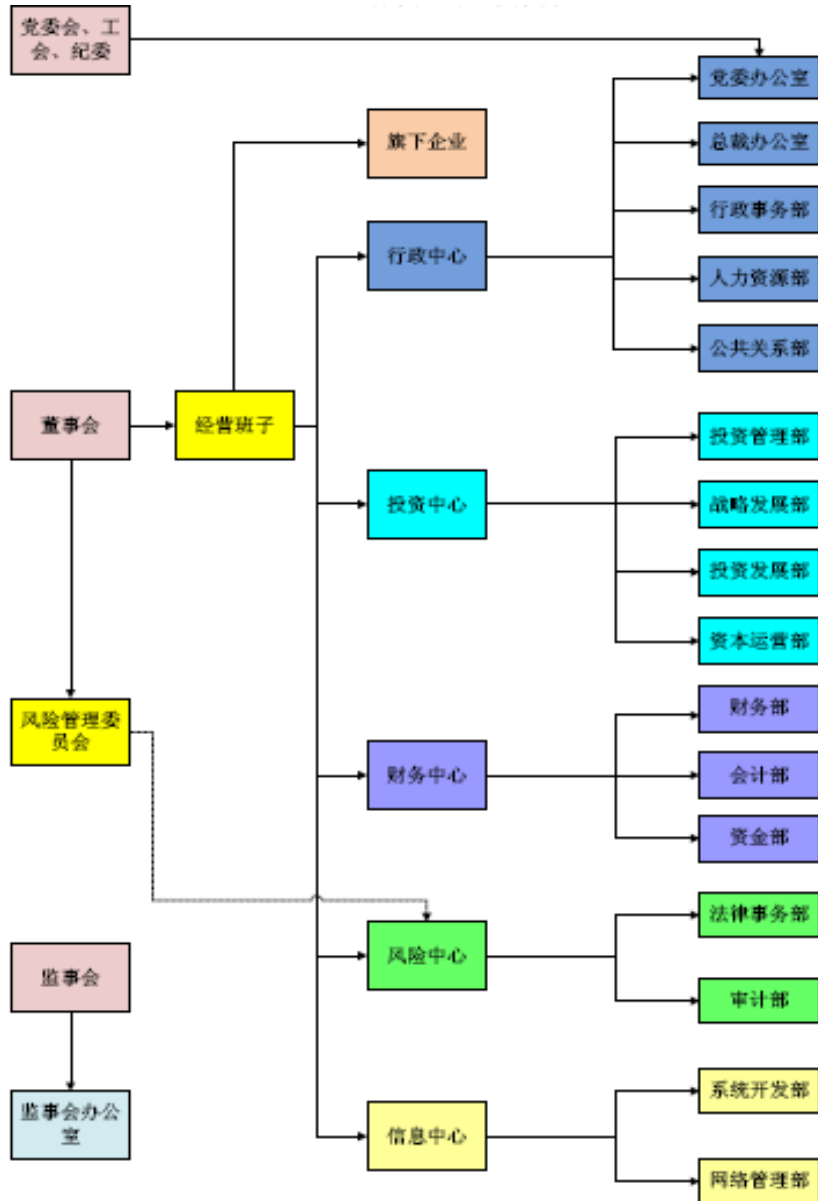 党委会、工
会、纪委
党委办公室
旗下企业
总裁办公室
行政事务部
行政中心
人力资源部
公共关系部
董事会
经营班子
投资管理部
投资中心
战略发展部
投资发展部
资本运营部
风险管理委
员会
财务部
财务中心
会计部
资金部
法律事务部
风险中心
监事会
审计部
系统开发部
监事会办公
室
信息中心
网络管理部